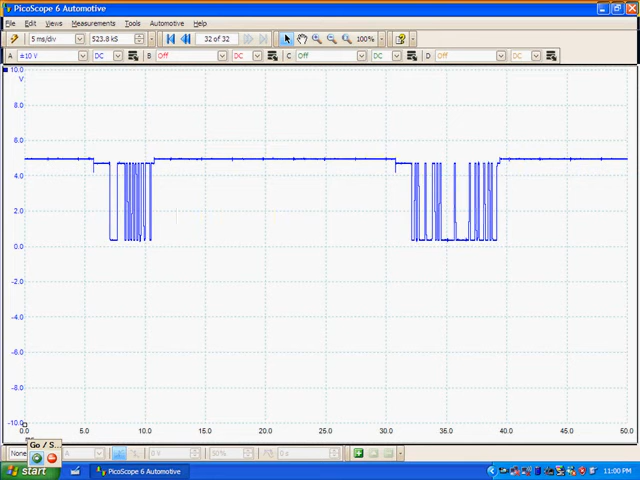 PicoScope 6 Automotive
File Edit Views Measurements Tools Automotive Help
5 ms/div 523.8 kS 32 of 32 100%
A ±10 V DC B Off DC C Off DC D Off DC
10.0
V
8.0
6.0
4.0
2.0
0.0
-2.0
-4.0
-6.0
-8.0
-10.0
0.0 5.0 10.0 15.0 20.0 25.0 30.0 35.0 40.0 45.0 50.0
Go / S...
None A 0 V 50% 0 s
start PicoScope 6 Automotive 11:00 PM